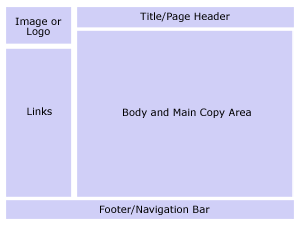 Image or
Logo
Title/Page Header
Links
Body and Main Copy Area
Footer/Navigation Bar